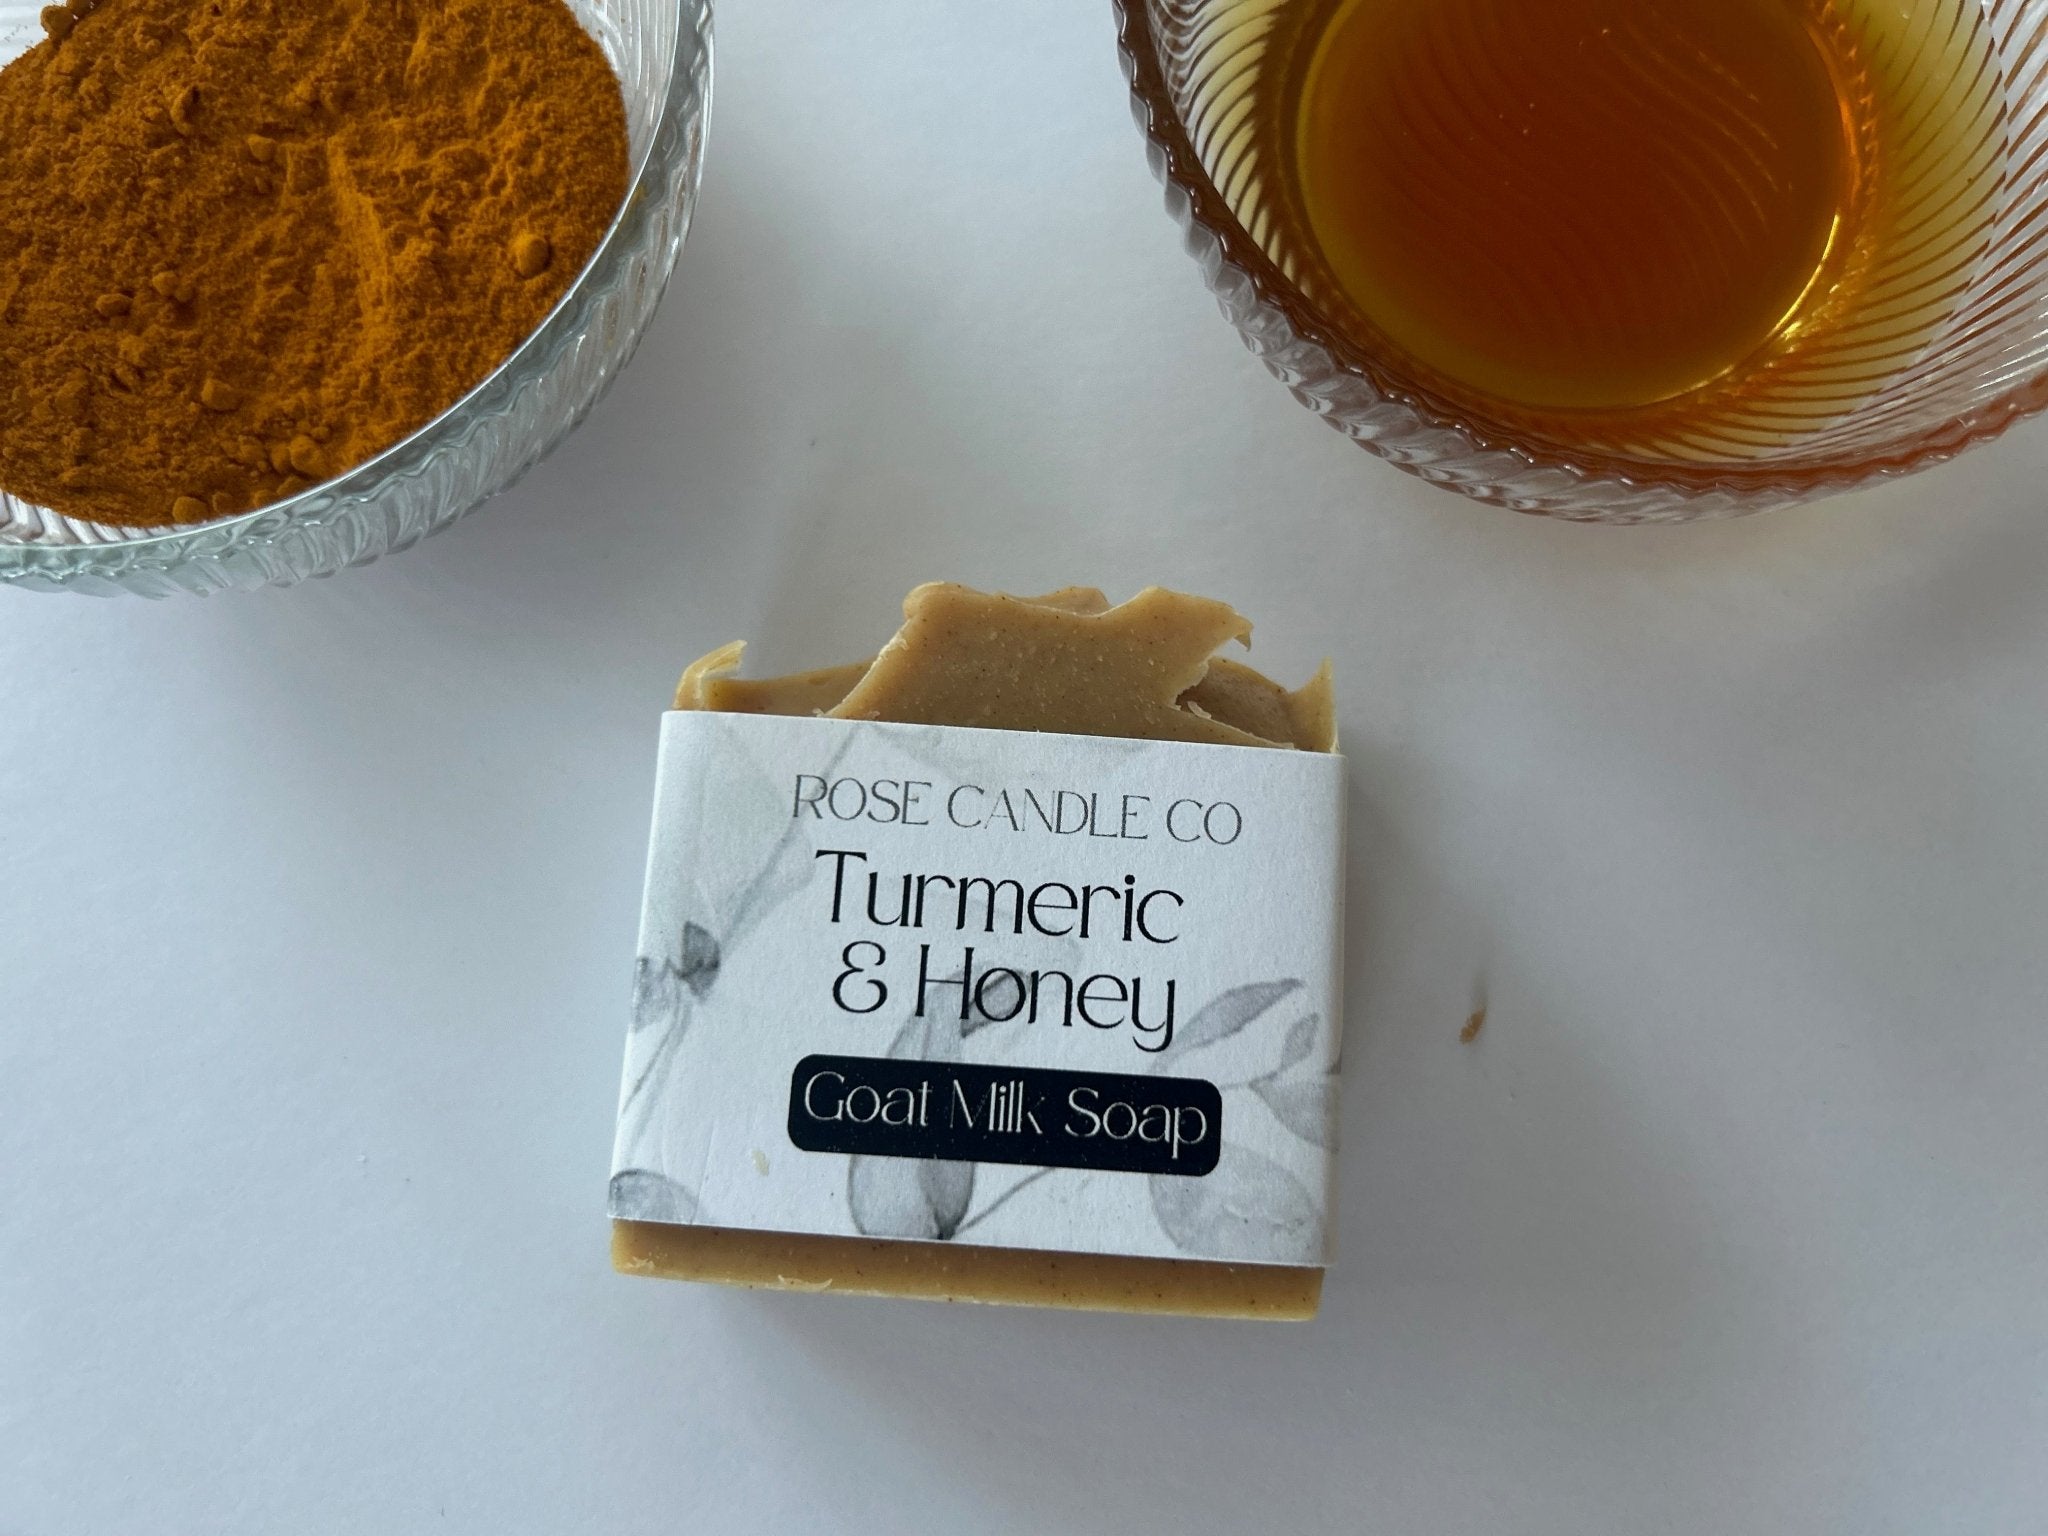 ROSE CANDLE CO
Turmeric
& Honey
Goat Milk Soap